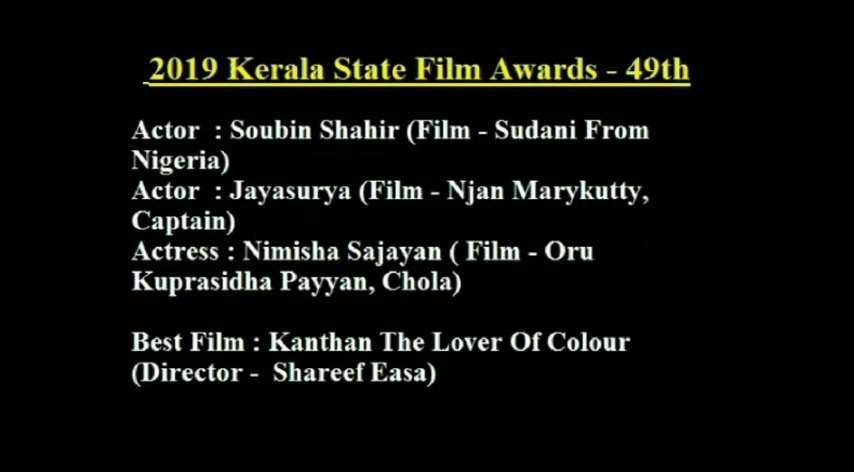 2019 Kerala State Film Awards - 49th
Actor : Soubin Shahir (Film - Sudani From
Nigeria)
Actor : Jayasurya (Film - Njan Marykutty,
Captain)
Actress : Nimisha Sajayan ( Film - Oru
Kuprasidha Payyan, Chola)
Best Film : Kanthan The Lover Of Colour
(Director - Shareef Easa)